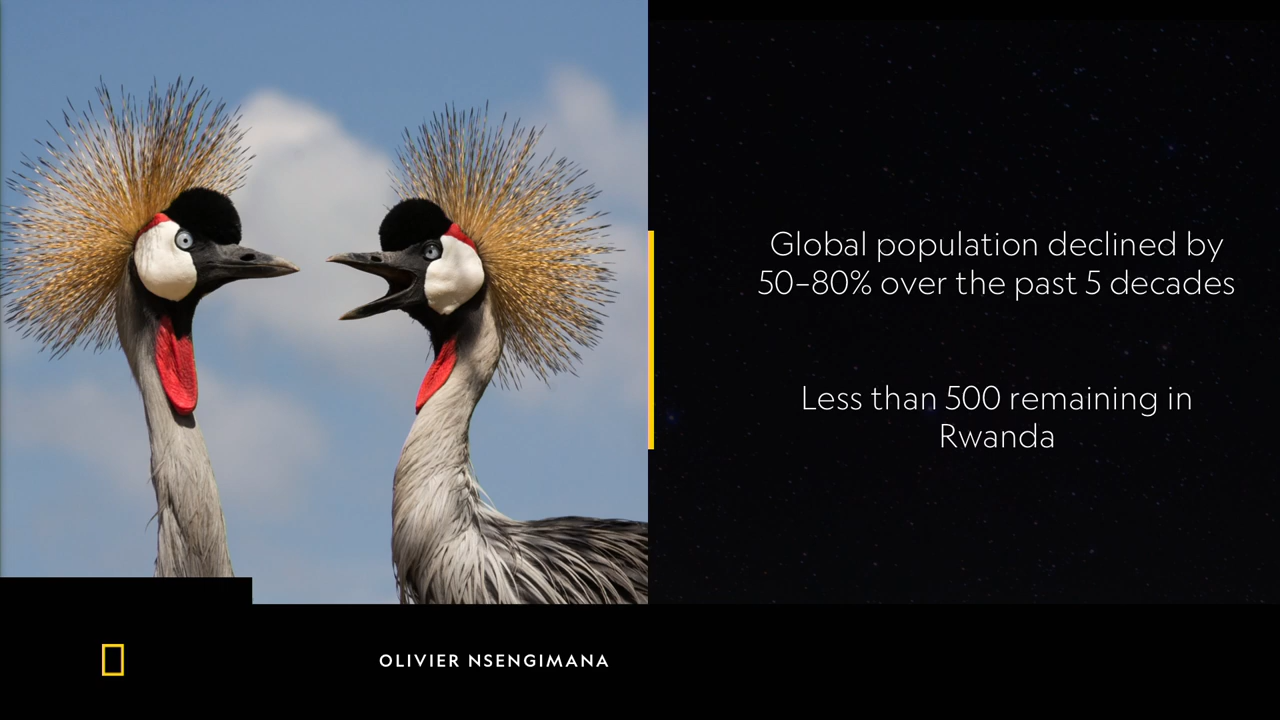 Global population declined by
50–80% over the past 5 decades
Less than 500 remaining in
Rwanda
OLIVIER NSENGIMANA